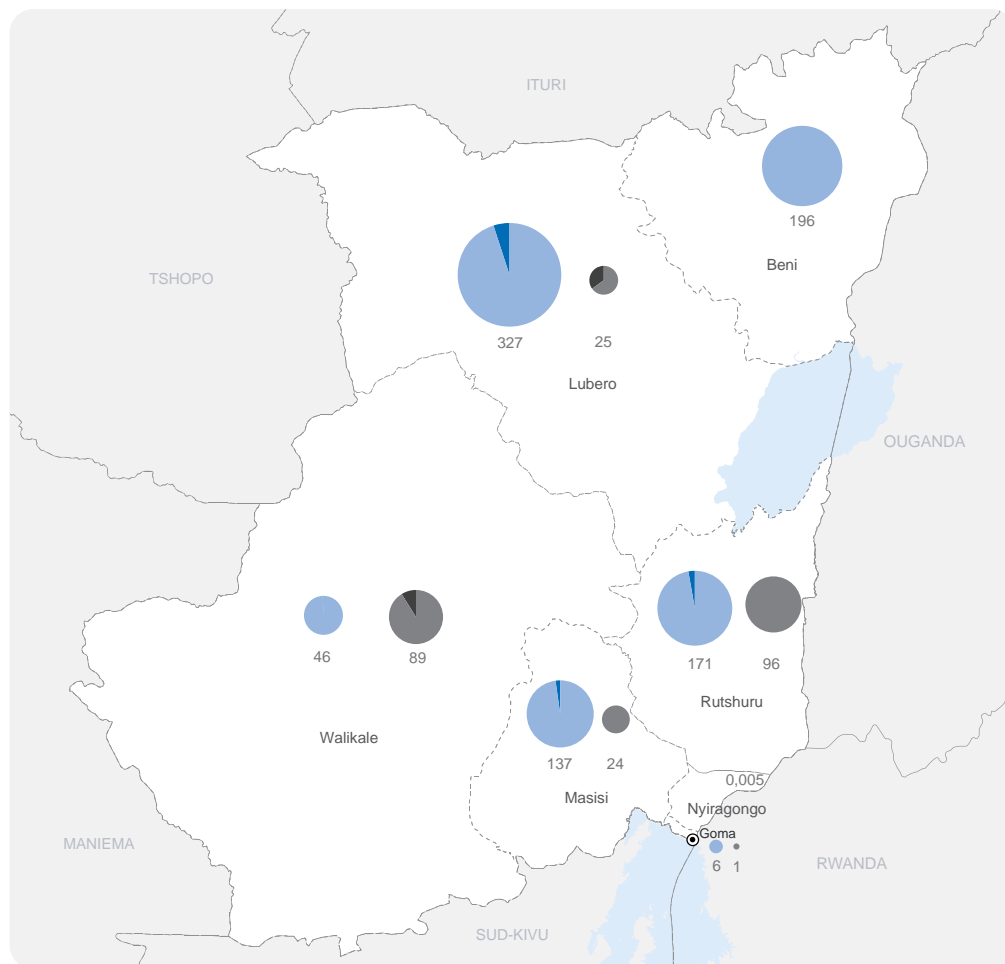 ITURI
196
Beni
TSHOPO
327
25
Lubero
OUGANDA
46
89
171
96
Rutshuru
Walikale
137
24
0,005
Masisi
Nyiragongo
Goma
MANIEMA
6
1
RWANDA
SUD-KIVU